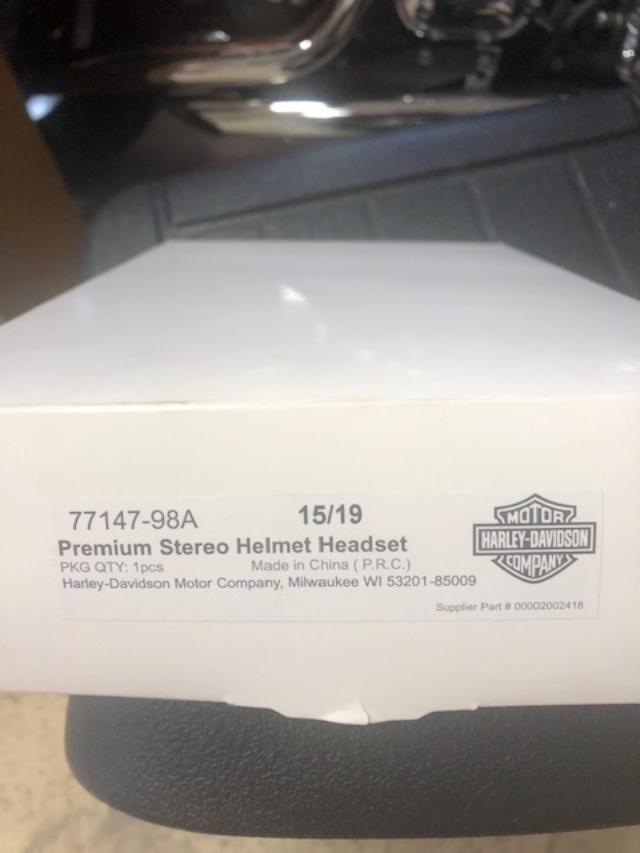 77147-98A 15/19
Premium Stereo Helmet Headset
PKG QTY: 1pcs Made in China ( P.R.C.)
Harley-Davidson Motor Company, Milwaukee WI 53201-85009
Supplier Part # 00002002418
MOTOR
HARLEY-DAVIDSON
COMPANY